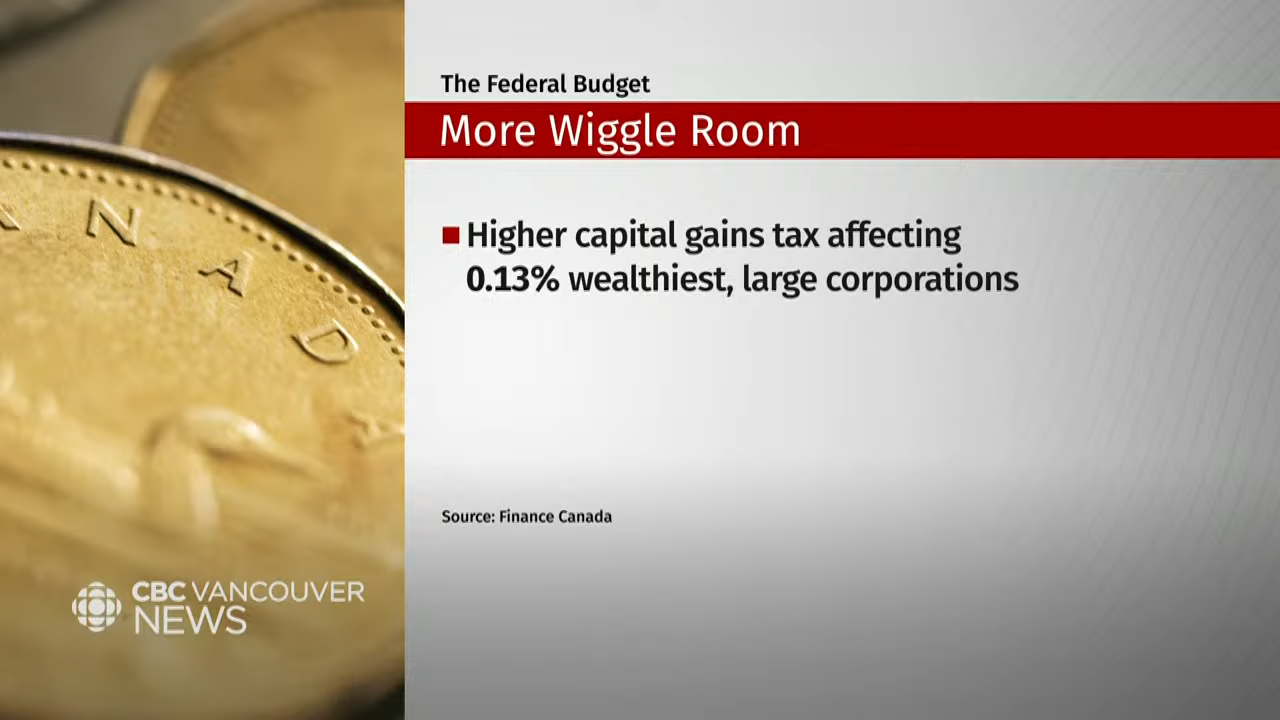 The Federal Budget
More Wiggle Room
Higher capital gains tax affecting
0.13% wealthiest, large corporations
Source: Finance Canada
N A D A
CBC VANCOUVER
NEWS